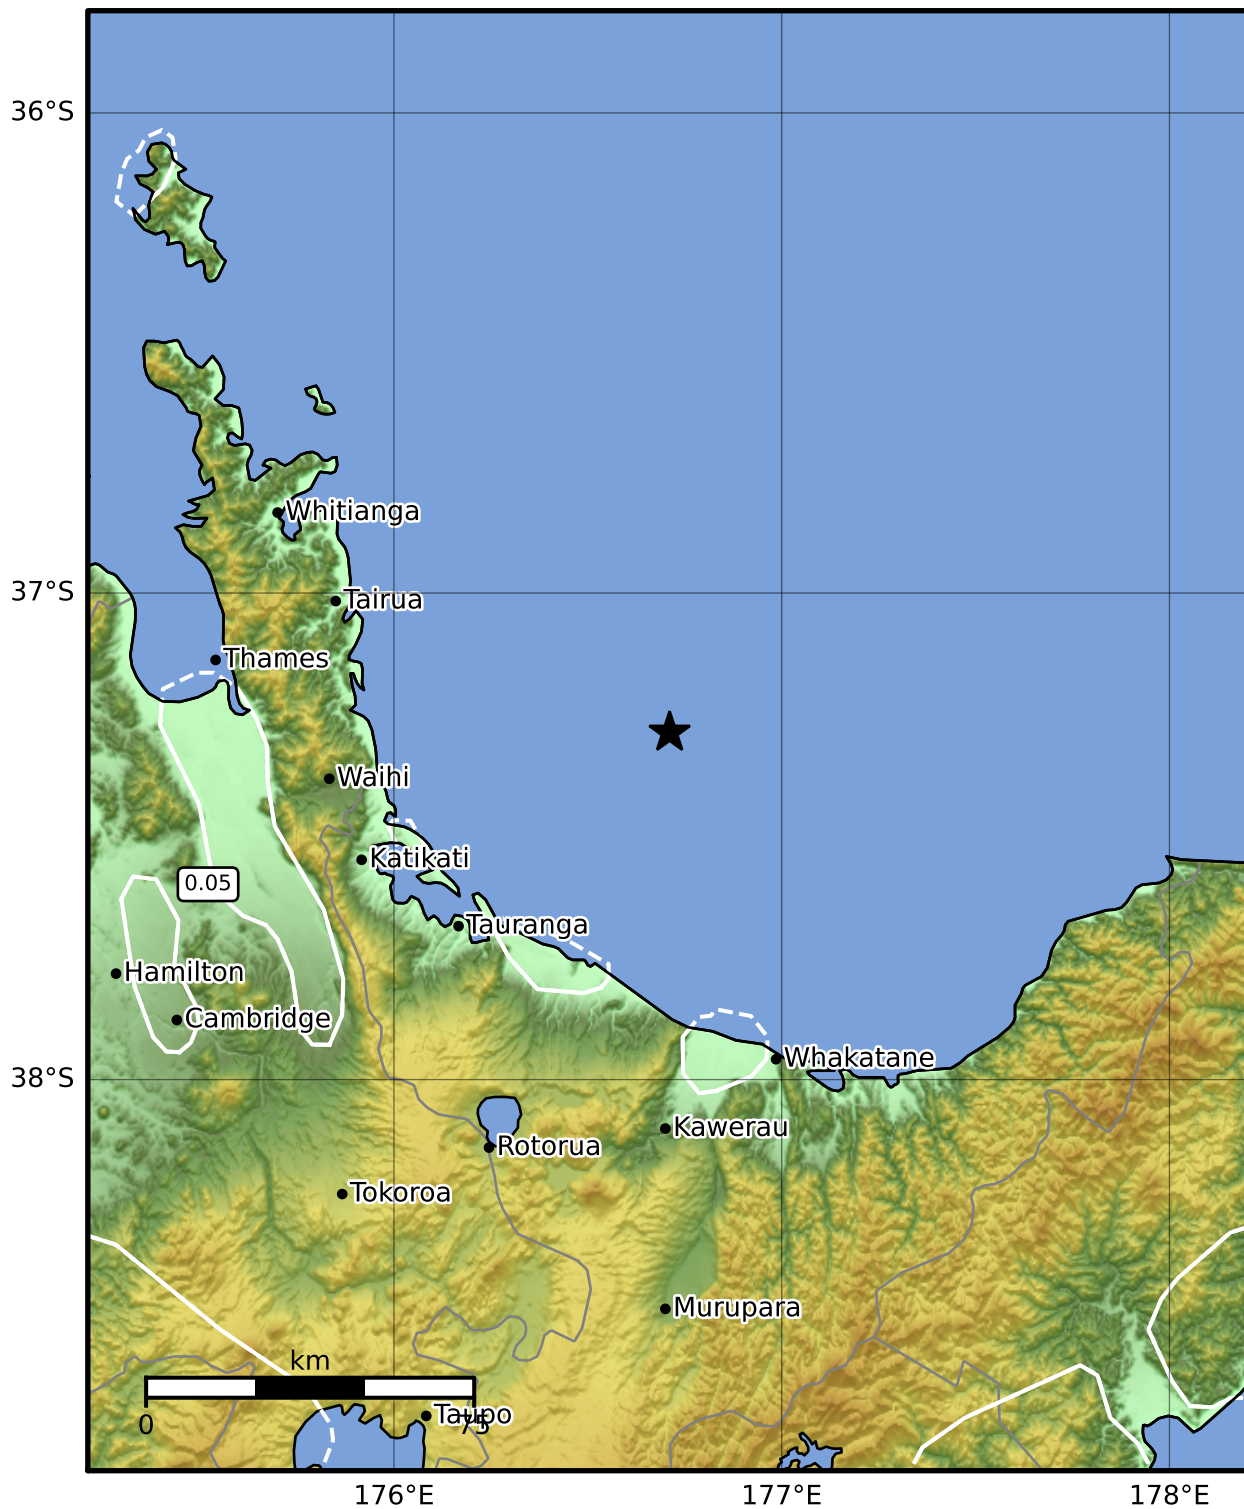 36°S
Whitianga
37°S
Tairua
Thames
Waihi
Katikati
0.05
Tauranga
Hamilton
Cambridge
Whakatane
38°S
Kawerau
Rotorua
Tokoroa
Murupara
km
Taupo
0 75
176°E 177°E 178°E